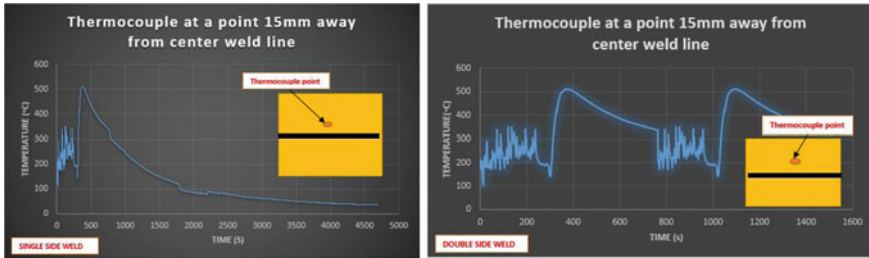 Thermocouple at a point 15mm away
from center weld line
600
500
400
300
200
100
0
TEMPERATURE (°C)
0 500 1000 1500 2000 2500 3000 3500 4000 4500 5000
TIME (S)
Thermocouple point
SINGLE SIDE WELD
Thermocouple at a point 15mm away from
center weld line
600
500
400
300
200
100
0
TEMPERATURE(°C)
0 200 400 600 800 1000 1200 1400 1600
TIME (s)
Thermocouple point
DOUBLE SIDE WELD